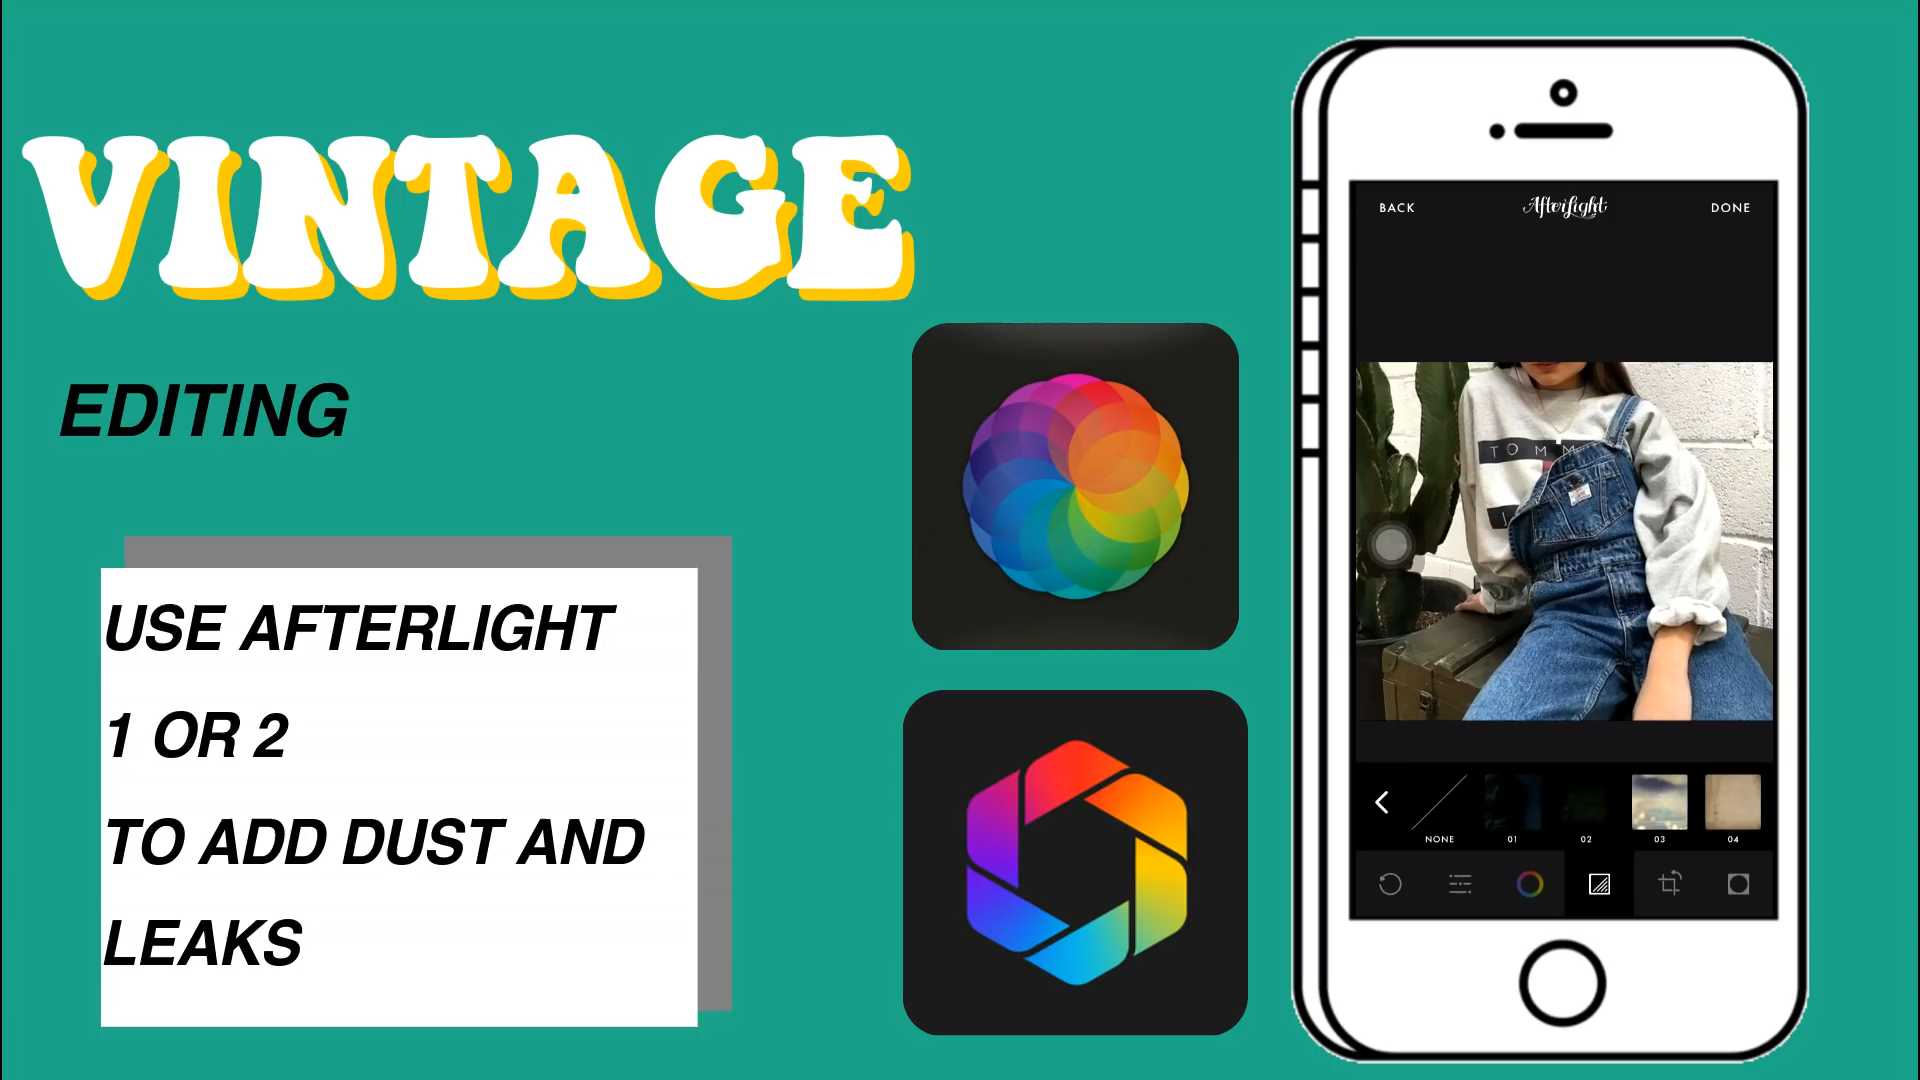 VINTAGE
EDITING
USE AFTERLIGHT
1 OR 2
TO ADD DUST AND
LEAKS
BACK
Afterlight
DONE
TOMM
NONE
01
02
03
04